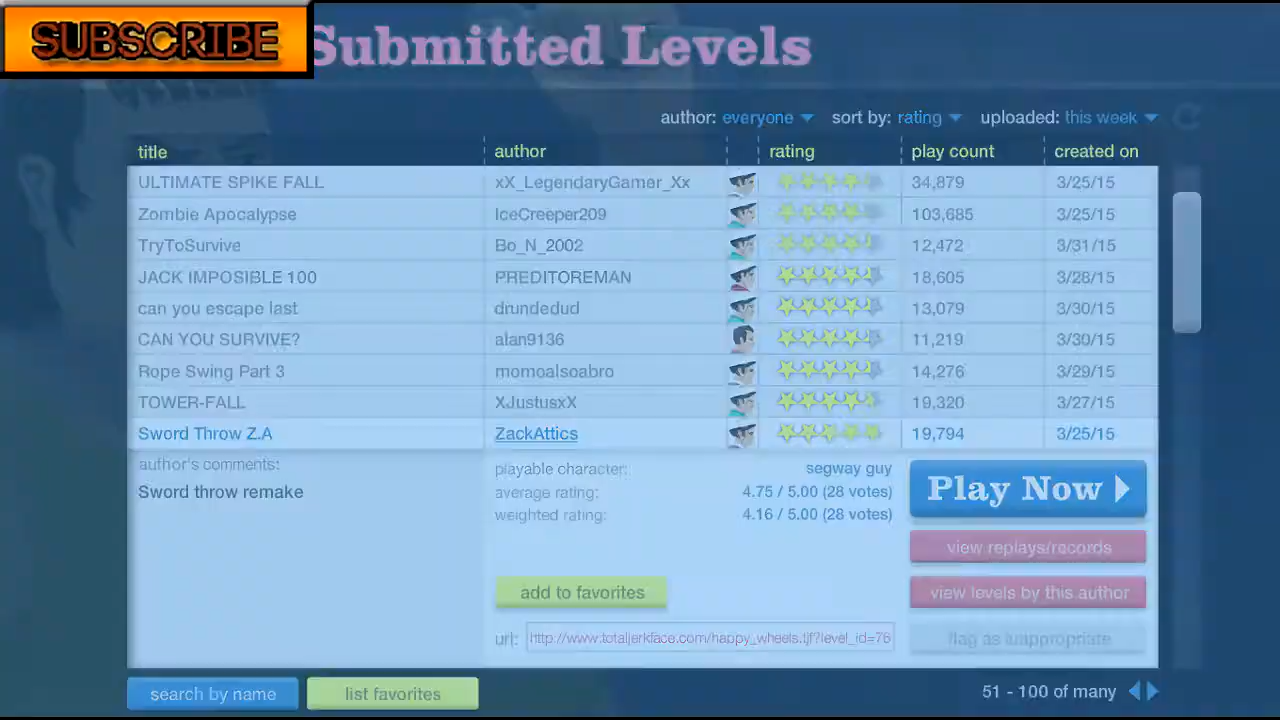 SUBSCRIBE
Submitted Levels
author: everyone sort by: rating uploaded: this week
title author rating play count created on
ULTIMATE SPIKE FALL xX_LegendaryGamer_Xx 34,879 3/25/15
Zombie Apocalypse IceCreeper209 103,685 3/25/15
TryToSurvive Bo_N_2002 12,472 3/31/15
JACK IMPOSIBLE 100 PREDITOREMAN 18,605 3/28/15
can you escape last drundedud 13,079 3/30/15
CAN YOU SURVIVE? alan9136 11,219 3/30/15
Rope Swing Part 3 momoalsoabro 14,276 3/29/15
TOWER-FALL XJustusxX 19,320 3/27/15
Sword Throw Z.A ZackAttics 19,794 3/25/15
author's comments:
Sword throw remake
playable character: segway guy
average rating: 4.75 / 5.00 (28 votes)
weighted rating: 4.16 / 5.00 (28 votes)
Play Now
view replays/records
add to favorites
view levels by this author
url: http://www.totaljerkface.com/happy_wheels.tjf?level_id=76
flag as inappropriate
search by name list favorites 51 - 100 of many